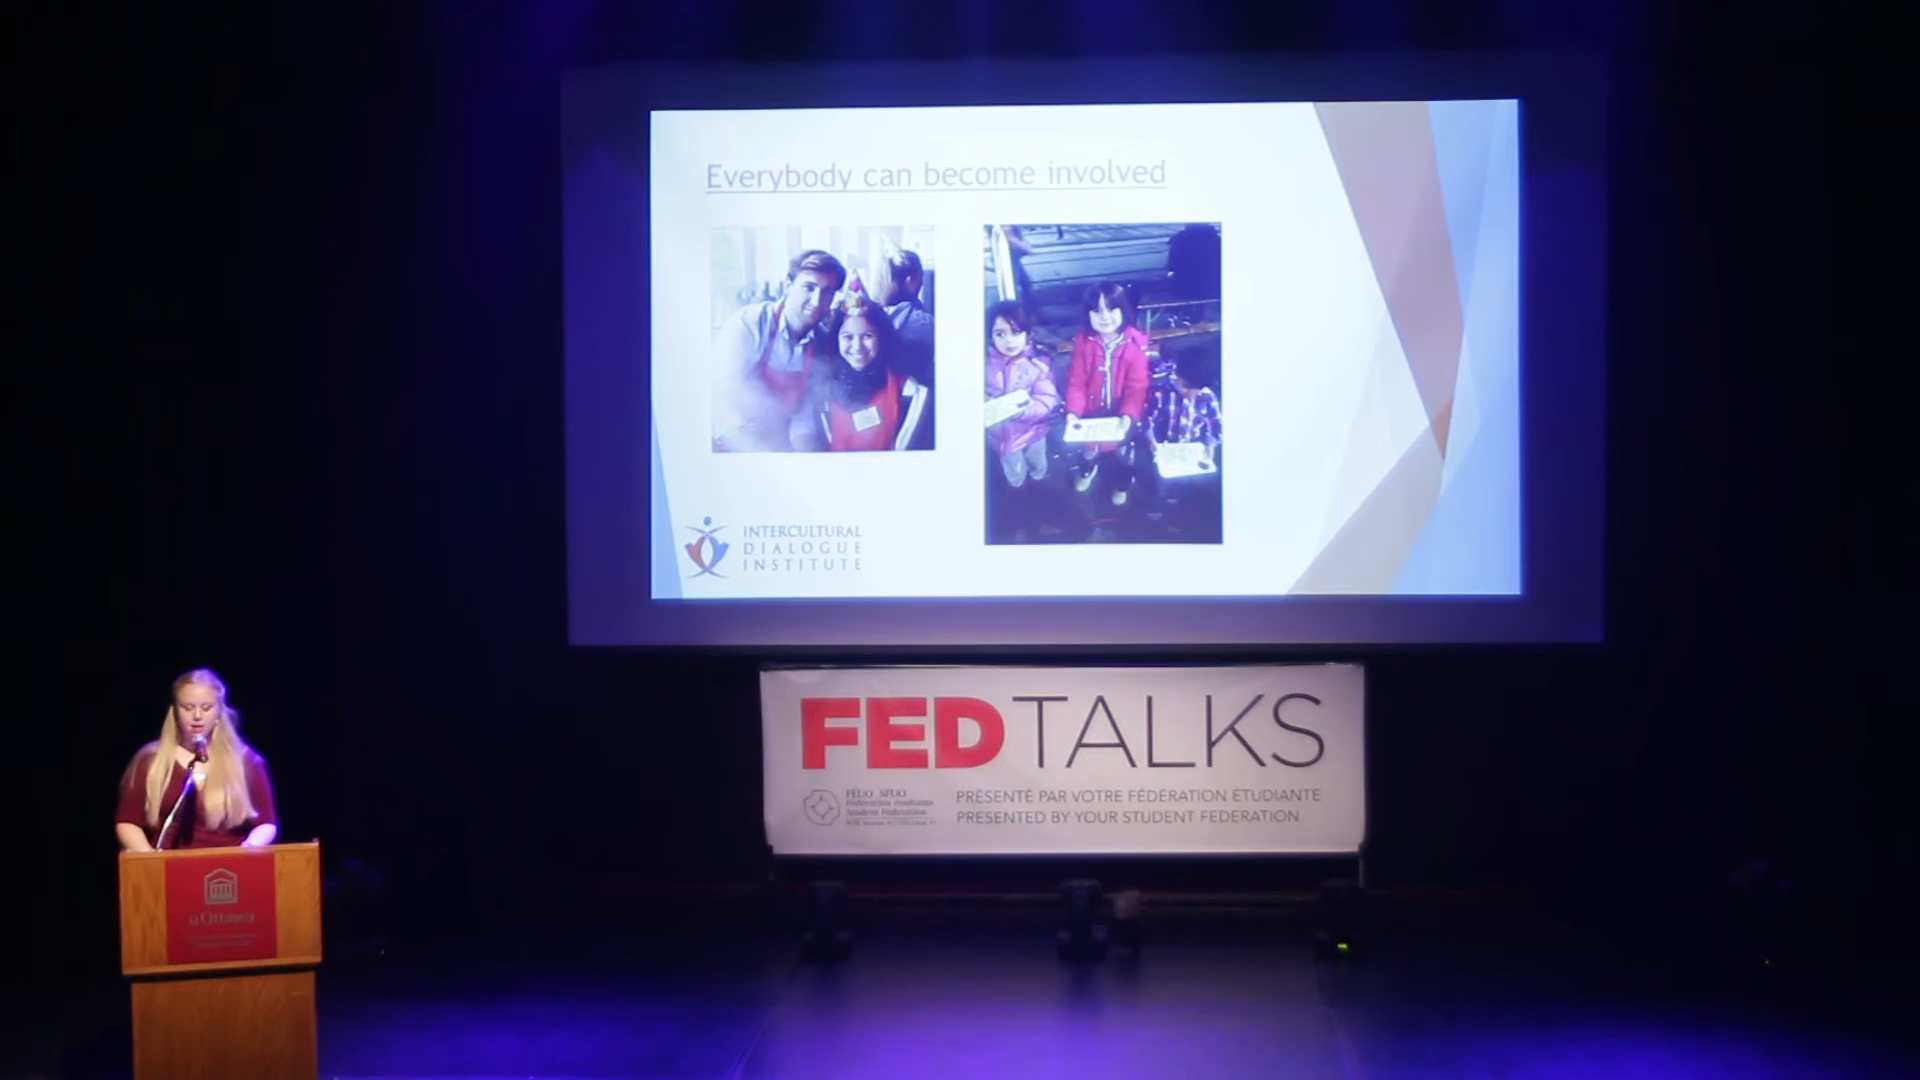 Everybody can become involved
INTERCULTURAL
DIALOGUE
INSTITUTE
FEDTALKS
FEUO SFUO
Fédération étudiante
Student Federation
PRÉSENTÉ PAR VOTRE FÉDÉRATION ÉTUDIANTE
PRESENTED BY YOUR STUDENT FEDERATION
uOttawa